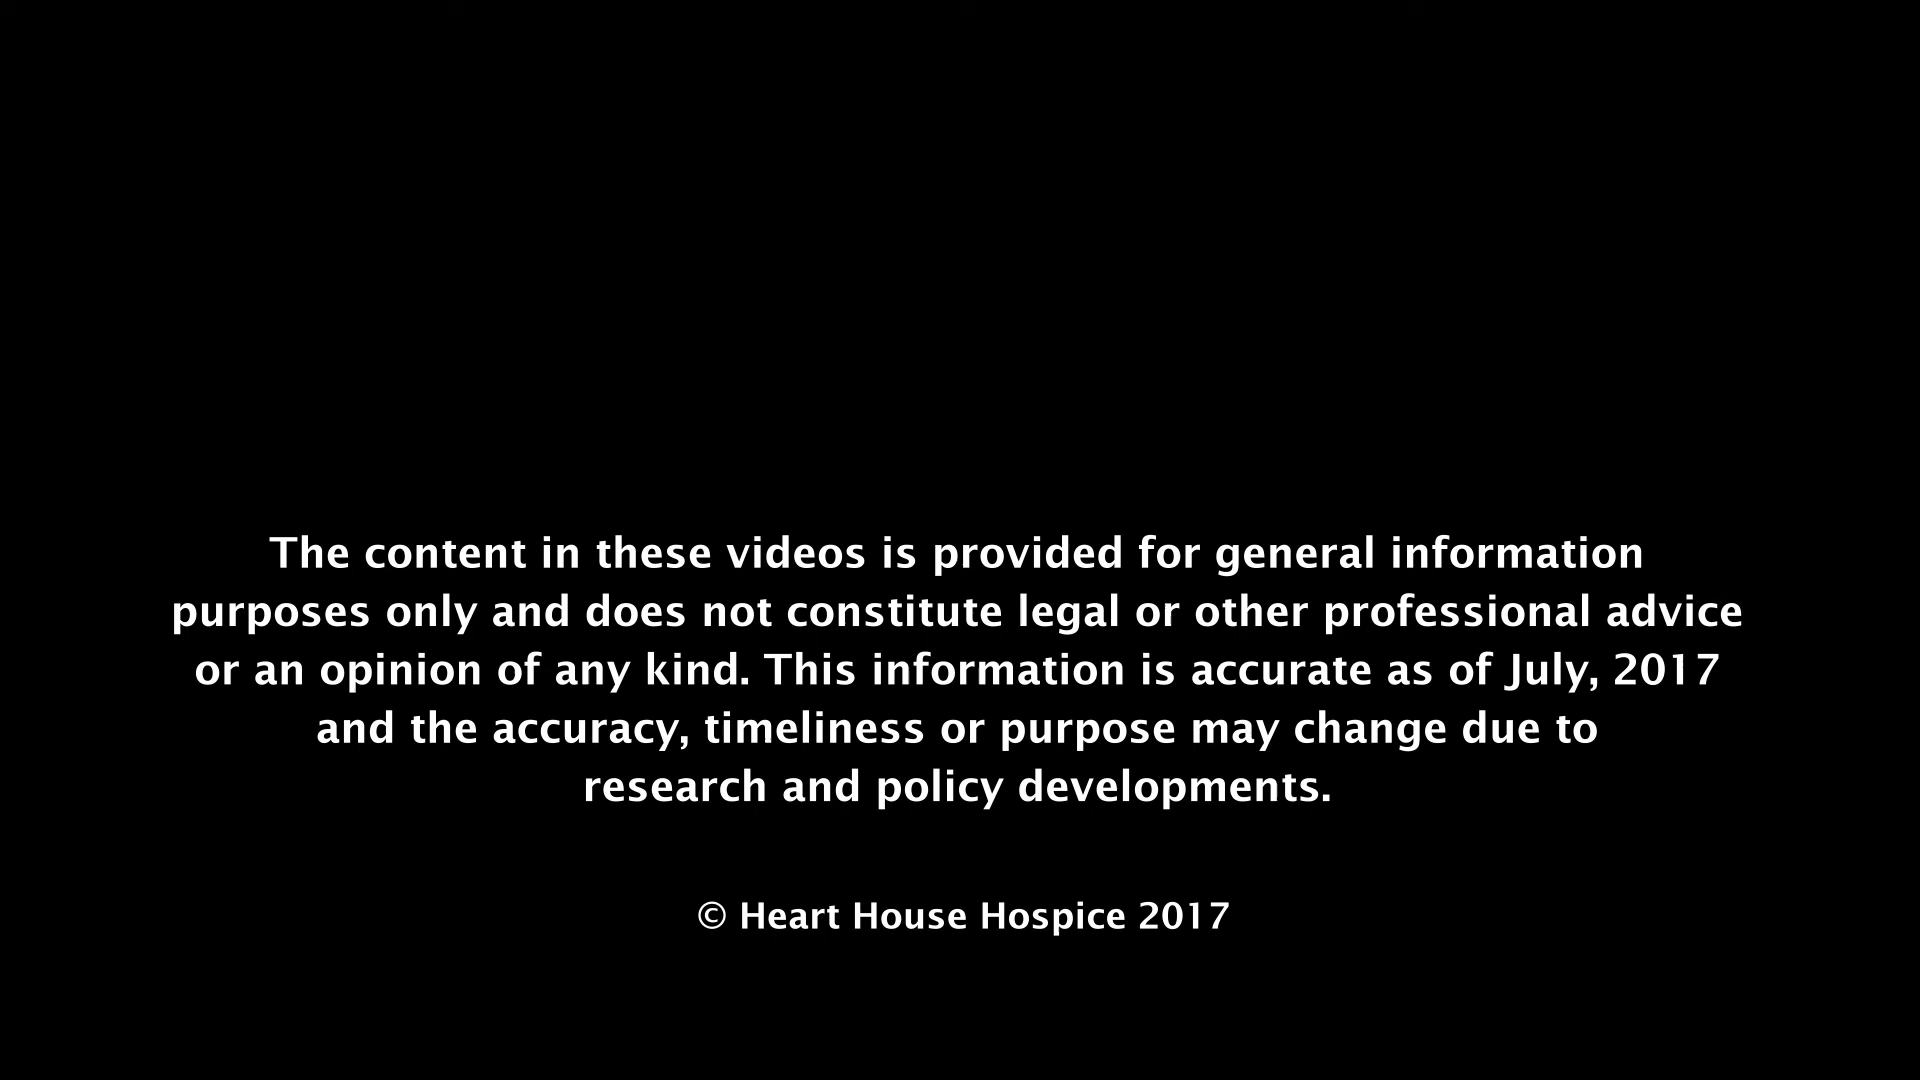 The content in these videos is provided for general information
purposes only and does not constitute legal or other professional advice
or an opinion of any kind. This information is accurate as of July, 2017
and the accuracy, timeliness or purpose may change due to
research and policy developments.
© Heart House Hospice 2017